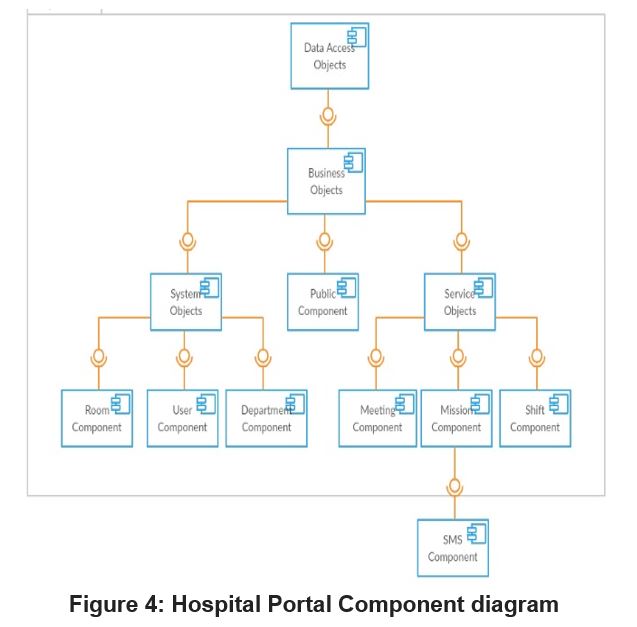 Data Access
Objects
Business
Objects
System
Objects
Public
Component
Service
Objects
Room
Component
User
Component
Department
Component
Meeting
Component
Mission
Component
Shift
Component
SMS
Component
Figure 4: Hospital Portal Component diagram